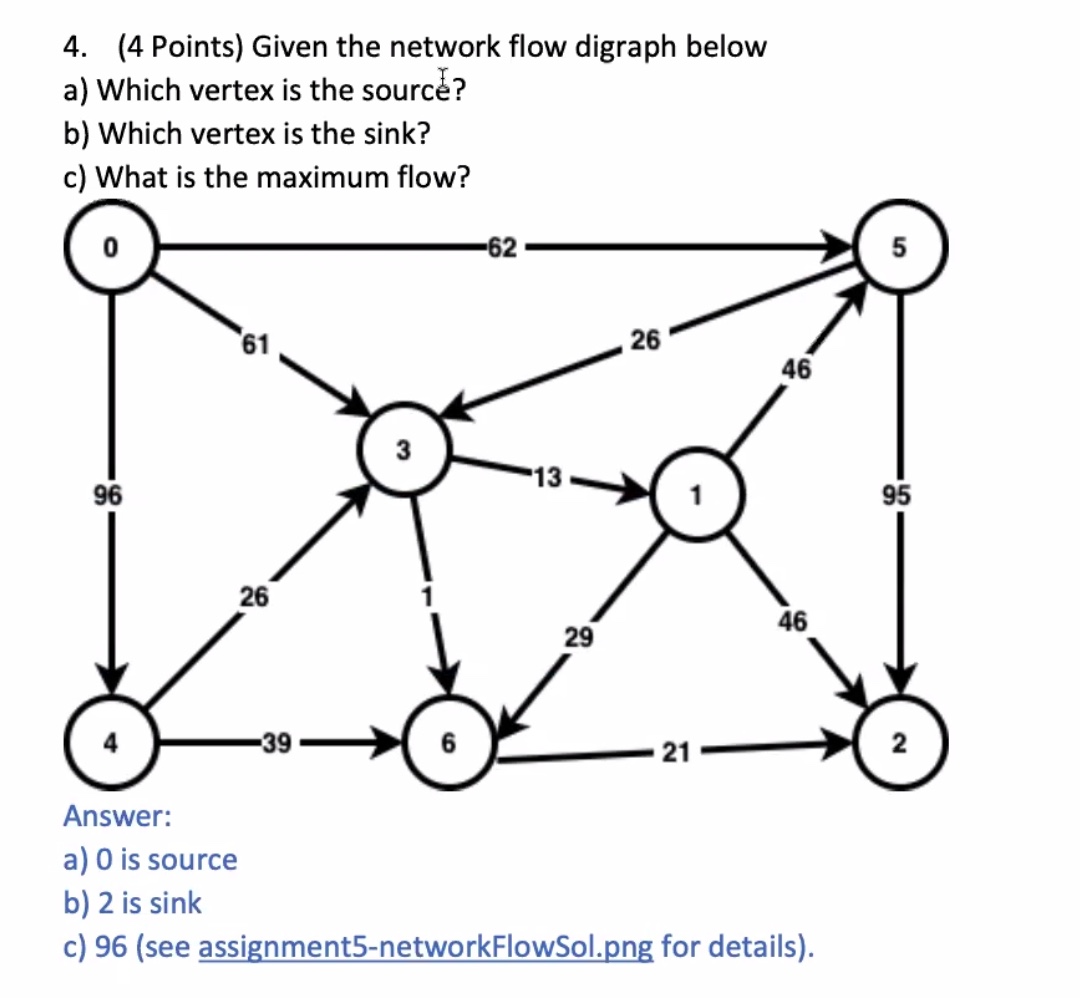 4. (4 Points) Given the network flow digraph below
a) Which vertex is the source?
b) Which vertex is the sink?
c) What is the maximum flow?
0
62
5
61
26
46
3
13
1
96
95
26
1
29
46
4
39
6
21
2
Answer:
a) 0 is source
b) 2 is sink
c) 96 (see assignment5-networkFlowSol.png for details).